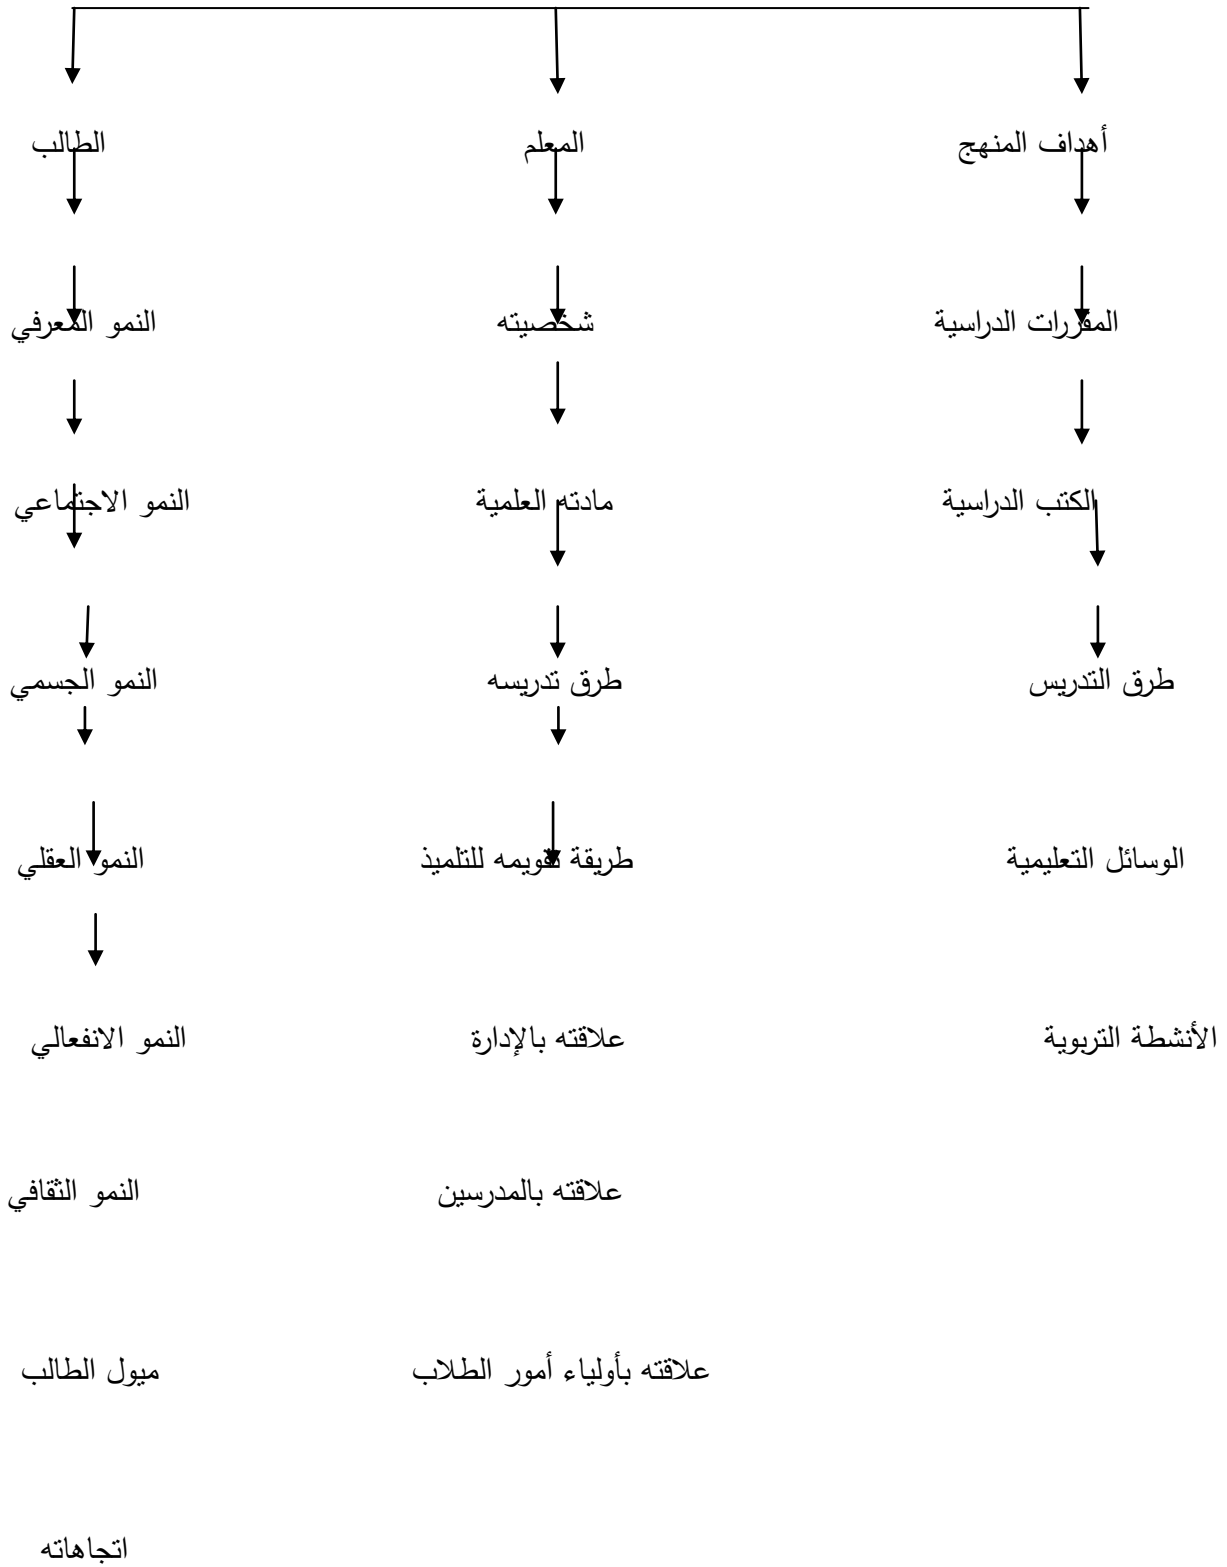 أهداف المنهج المعلم الطالب
المقررات الدراسية شخصيته النمو المعرفي
الكتب الدراسية مادته العلمية النمو الاجتماعي
طرق التدريس طرق تدريسه النمو الجسمي
الوسائل التعليمية طريقة تقويمه للتلميذ النمو العقلي
الأنشطة التربوية علاقته بالإدارة النمو الانفعالي
علاقته بالمدرسين النمو الثقافي
علاقته بأولياء أمور الطلاب ميول الطالب
اتجاهاته